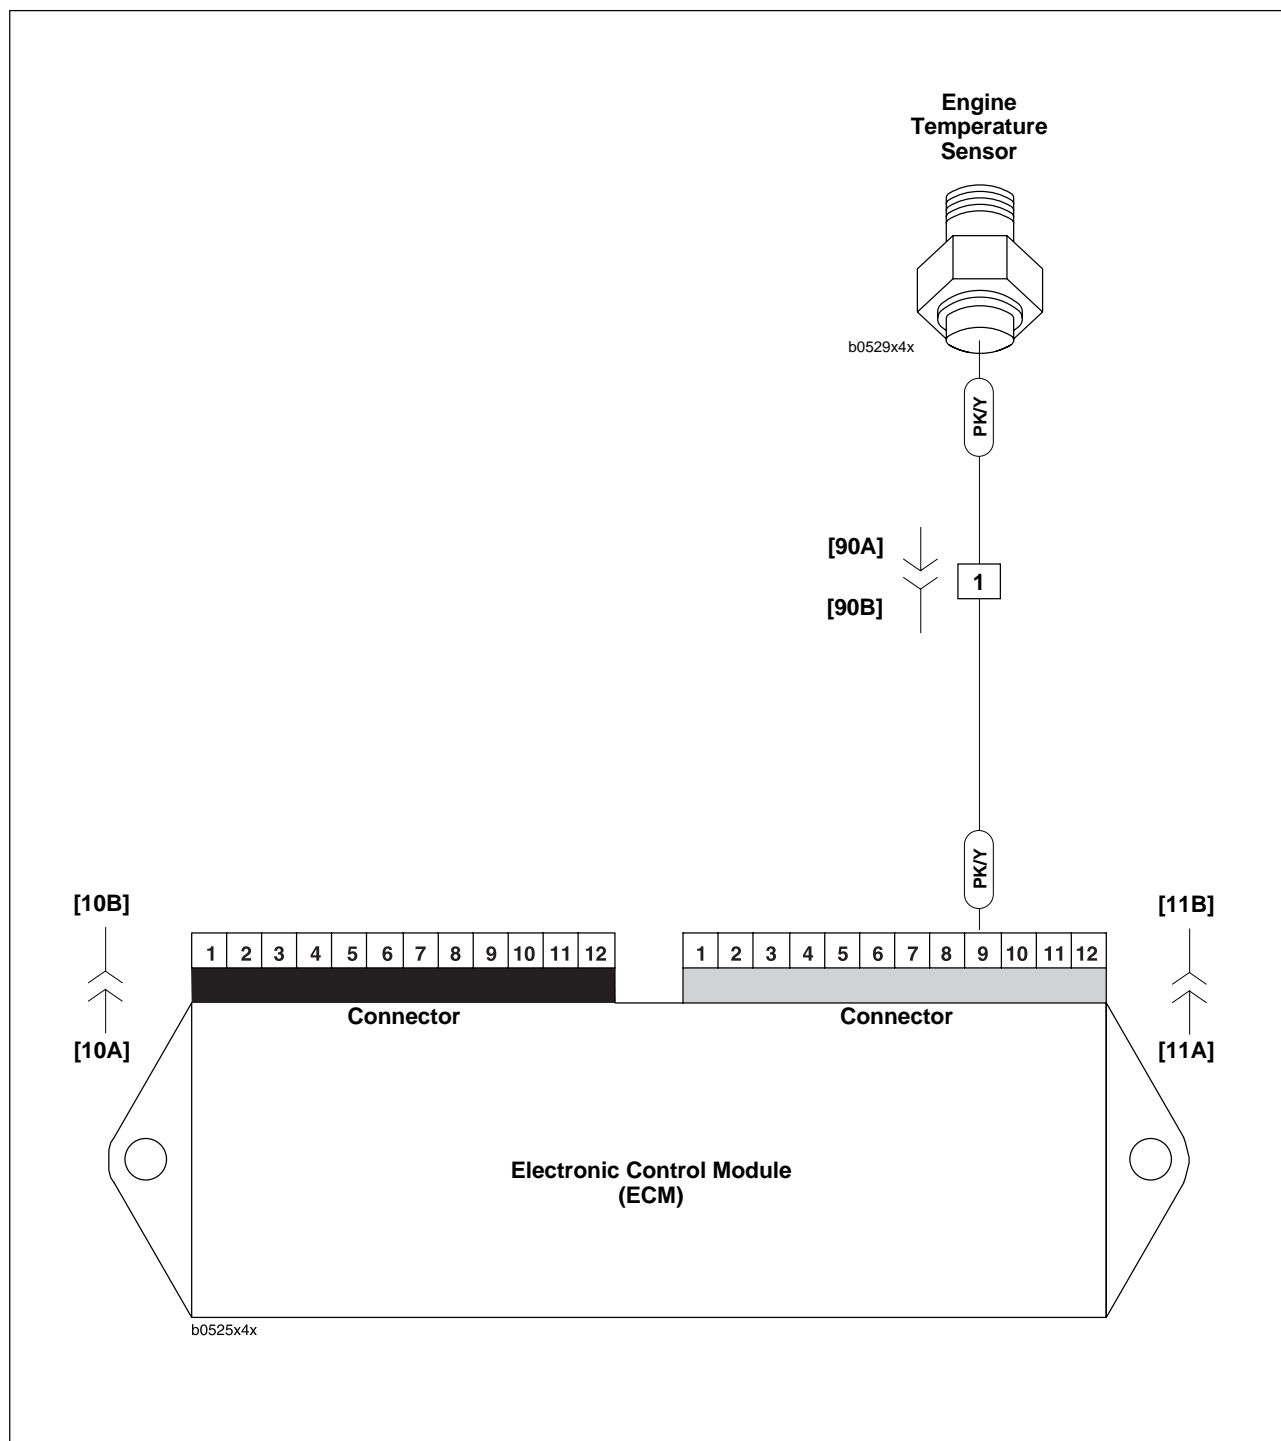 Engine
Temperature
Sensor
b0529x4x
PK/Y
[90A]
1
[90B]
PK/Y
[10B]
[11B]
1 2 3 4 5 6 7 8 9 10 11 12
1 2 3 4 5 6 7 8 9 10 11 12
Connector
Connector
[10A]
[11A]
Electronic Control Module
(ECM)
b0525x4x